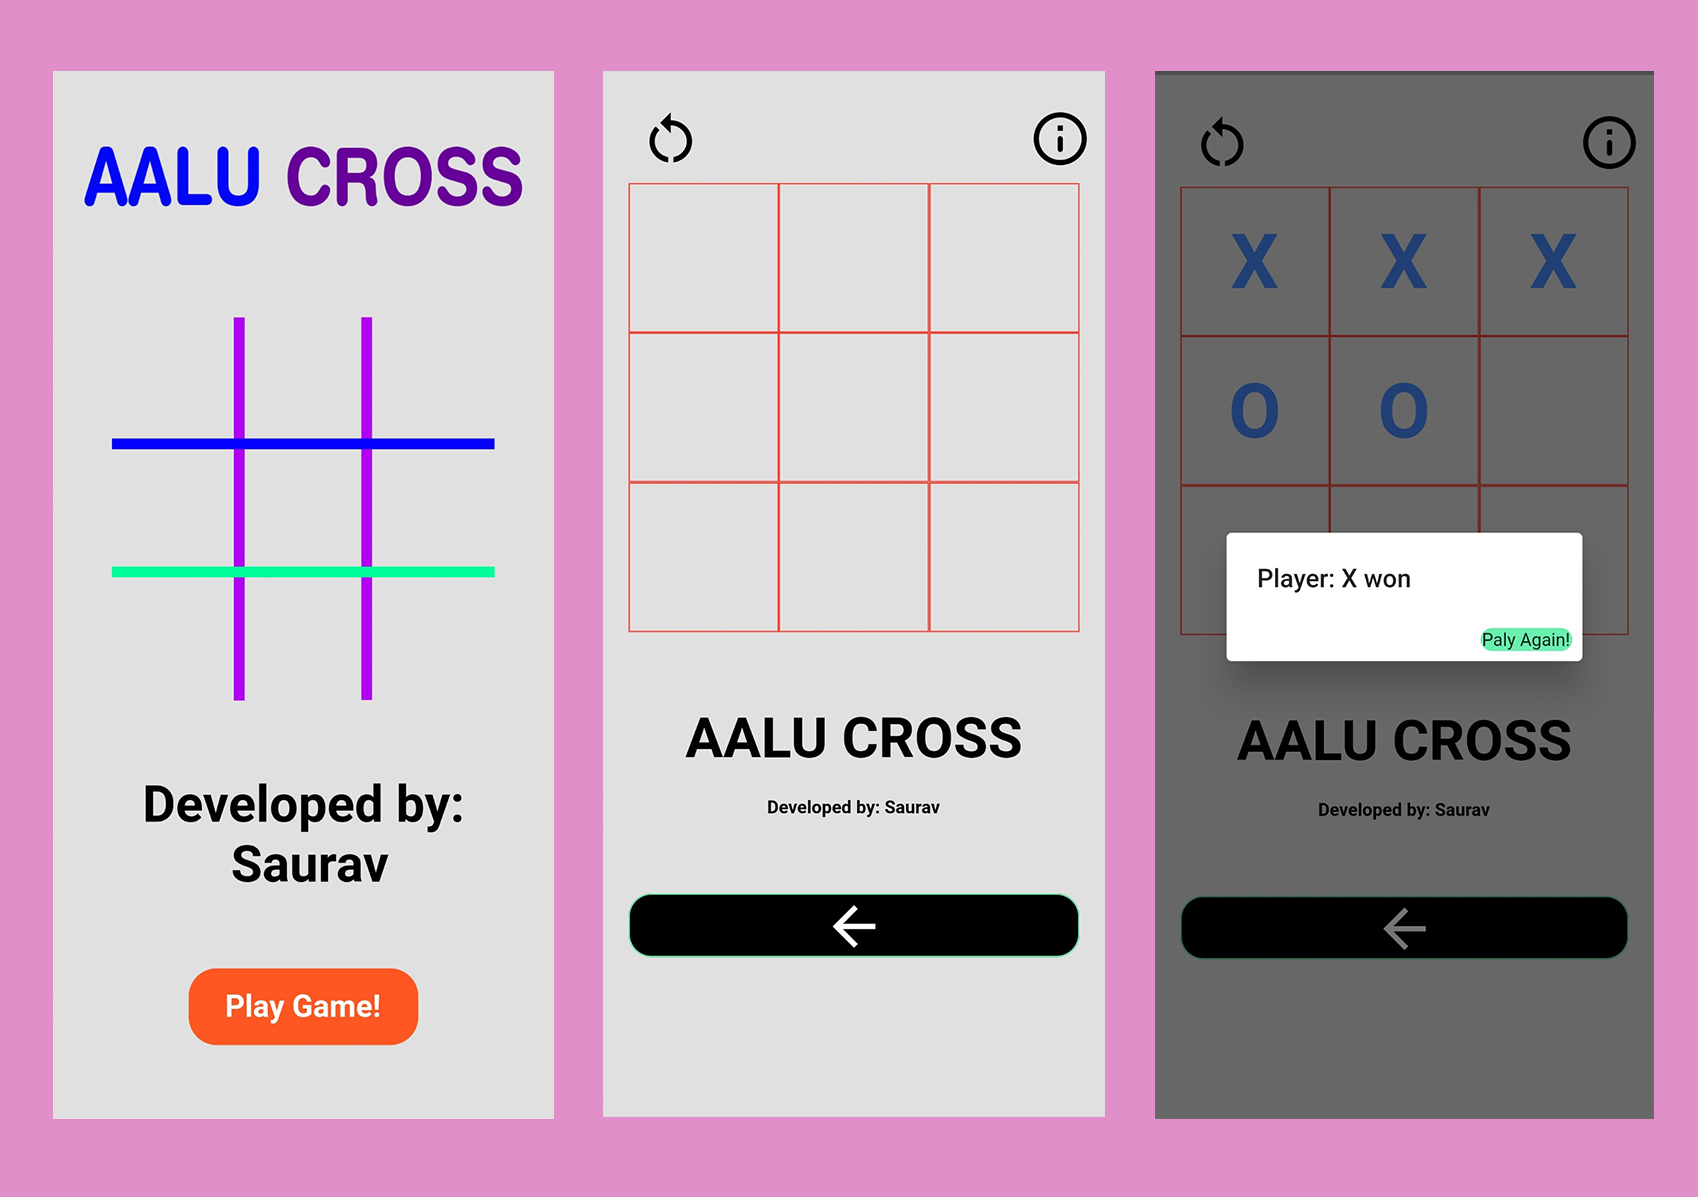 AALU CROSS
Developed by:
Saurav
Play Game!
AALU CROSS
Developed by: Saurav
X X X
O O
Player: X won
Paly Again!
AALU CROSS
Developed by: Saurav